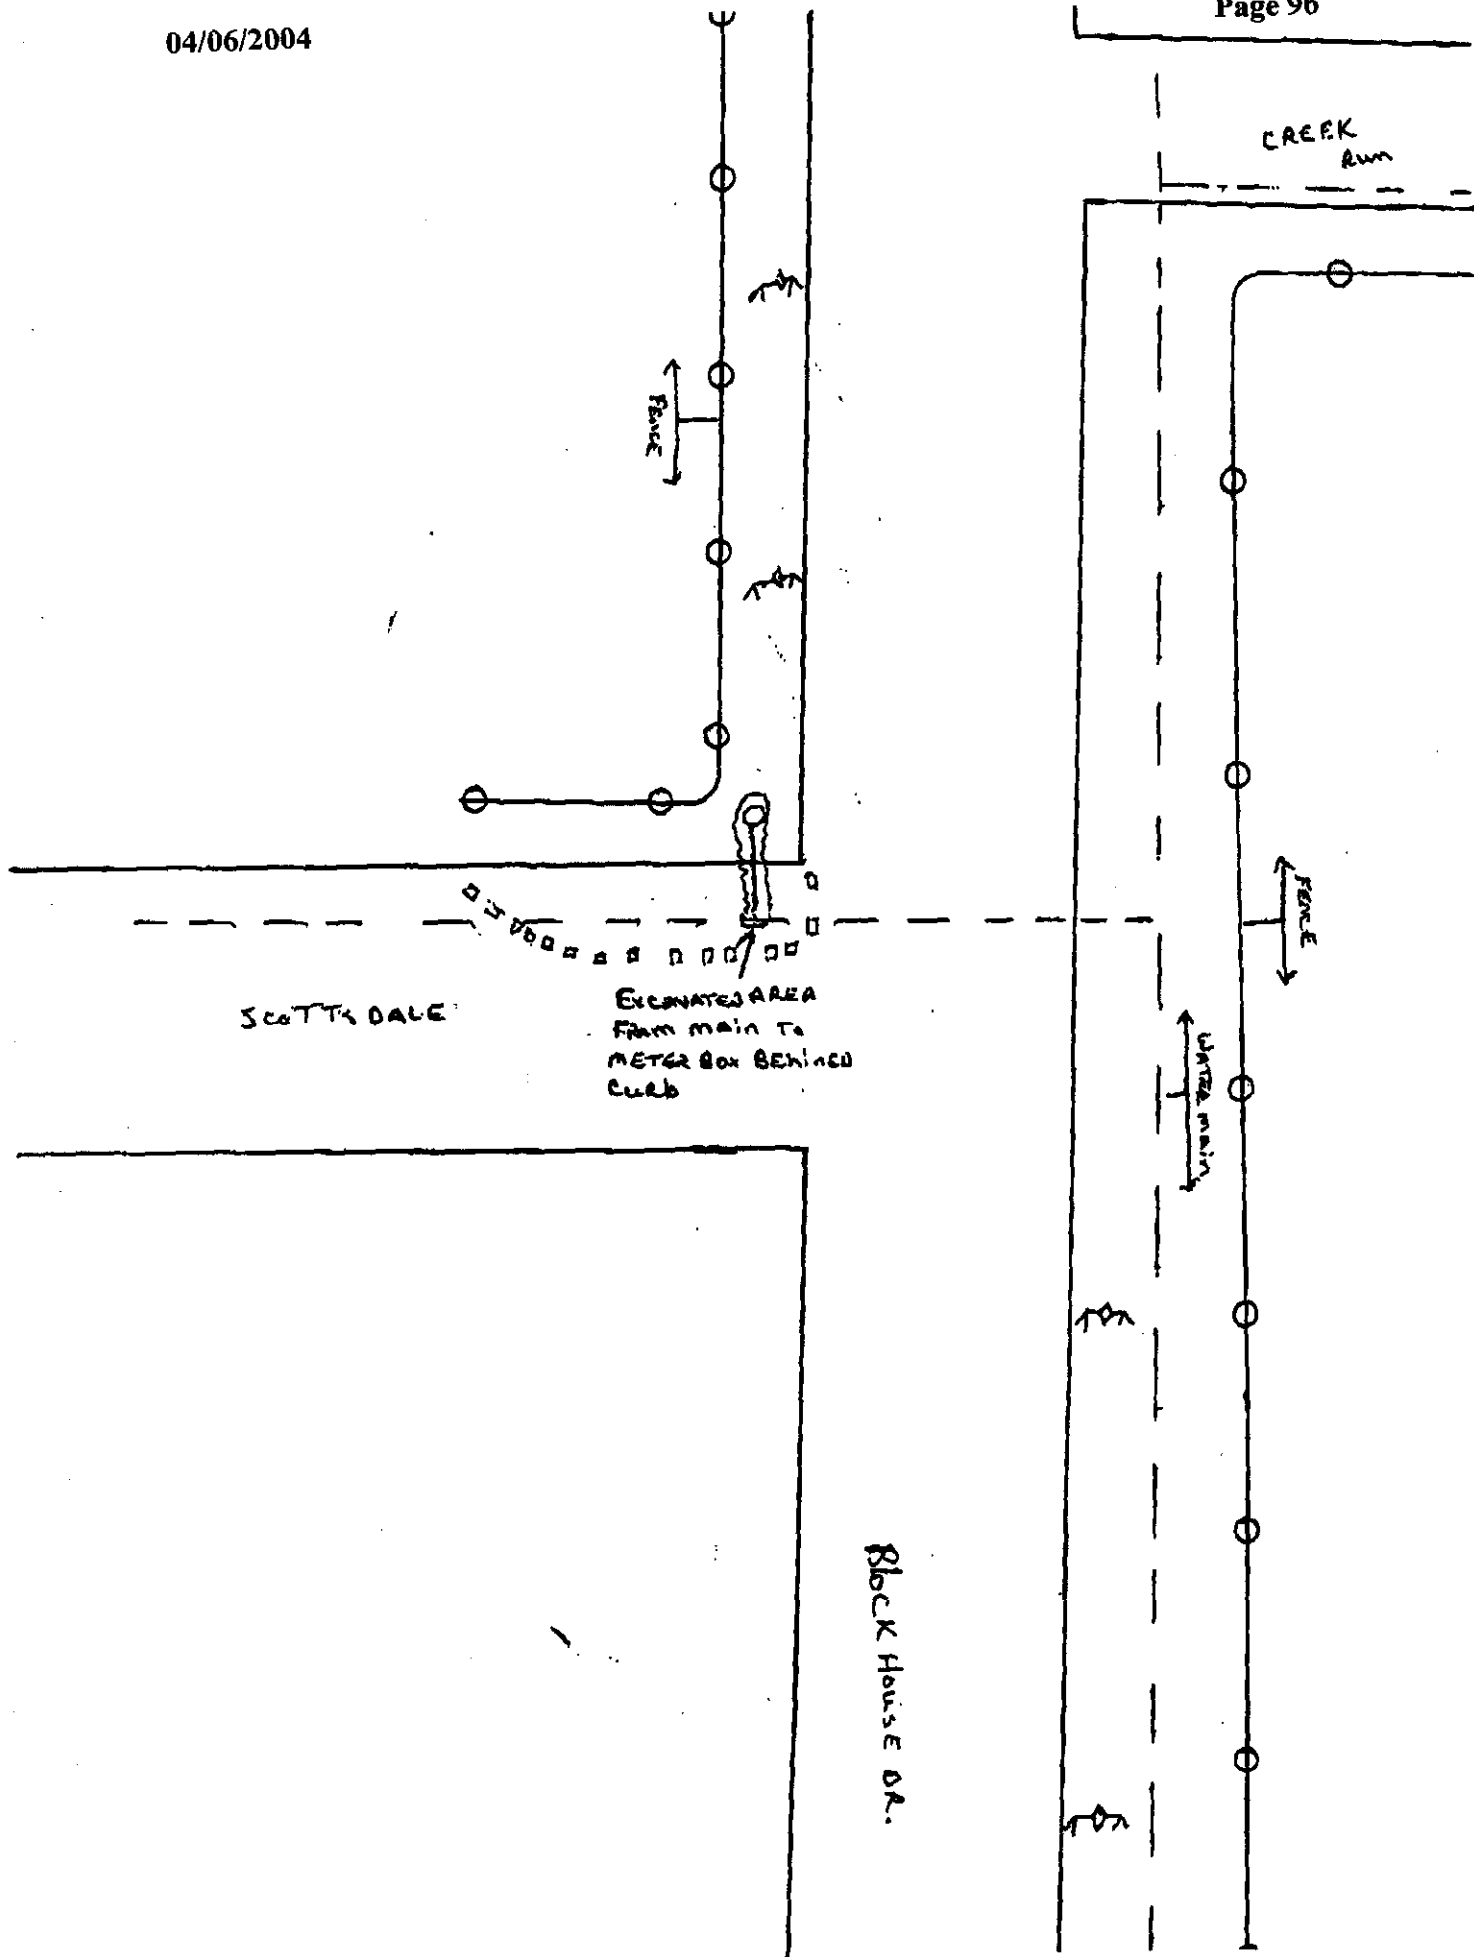 04/06/2004
Page 96
CREEK
Run
FENCE
FENCE
SCOTTSDALE
EXCAVATED AREA
From main To
METER Box BEHINED
Curb
WATER main
Block House DR.